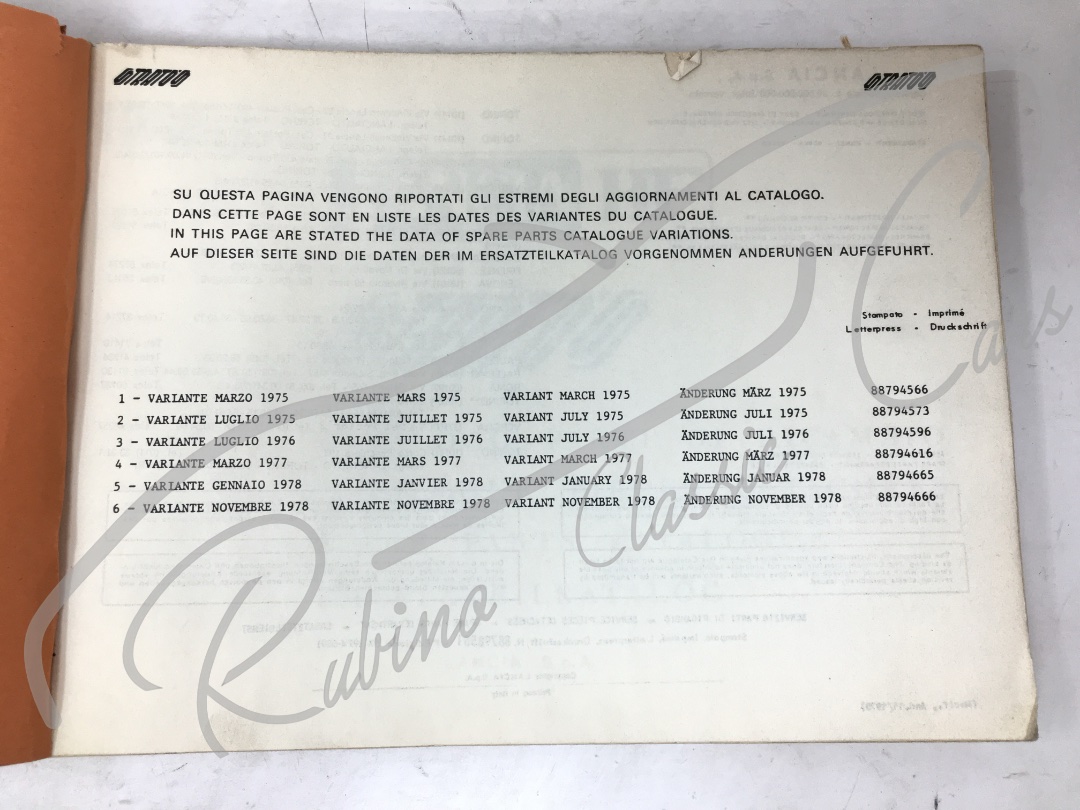 STRATOS STRATOS
SU QUESTA PAGINA VENGONO RIPORTATI GLI ESTREMI DEGLI AGGIORNAMENTI AL CATALOGO.
DANS CETTE PAGE SONT EN LISTE LES DATES DES VARIANTES DU CATALOGUE.
IN THIS PAGE ARE STATED THE DATA OF SPARE PARTS CATALOGUE VARIATIONS.
AUF DIESER SEITE SIND DIE DATEN DER IM ERSATZTEILKATALOG VORGENOMMEN ANDERUNGEN AUFGEFUHRT.
Stampato - Imprimé
Letterpress - Druckschrift
1 - VARIANTE MARZO 1975 VARIANTE MARS 1975 VARIANT MARCH 1975 ÄNDERUNG MÄRZ 1975 88794566
2 - VARIANTE LUGLIO 1975 VARIANTE JUILLET 1975 VARIANT JULY 1975 ÄNDERUNG JULI 1975 88794573
3 - VARIANTE LUGLIO 1976 VARIANTE JUILLET 1976 VARIANT JULY 1976 ÄNDERUNG JULI 1976 88794596
4 - VARIANTE MARZO 1977 VARIANTE MARS 1977 VARIANT MARCH 1977 ÄNDERUNG MÄRZ 1977 88794616
5 - VARIANTE GENNAIO 1978 VARIANTE JANVIER 1978 VARIANT JANUARY 1978 ÄNDERUNG JANUAR 1978 88794665
6 - VARIANTE NOVEMBRE 1978 VARIANTE NOVEMBRE 1978 VARIANT NOVEMBER 1978 ÄNDERUNG NOVEMBER 1978 88794666
Rubino Classic Cars